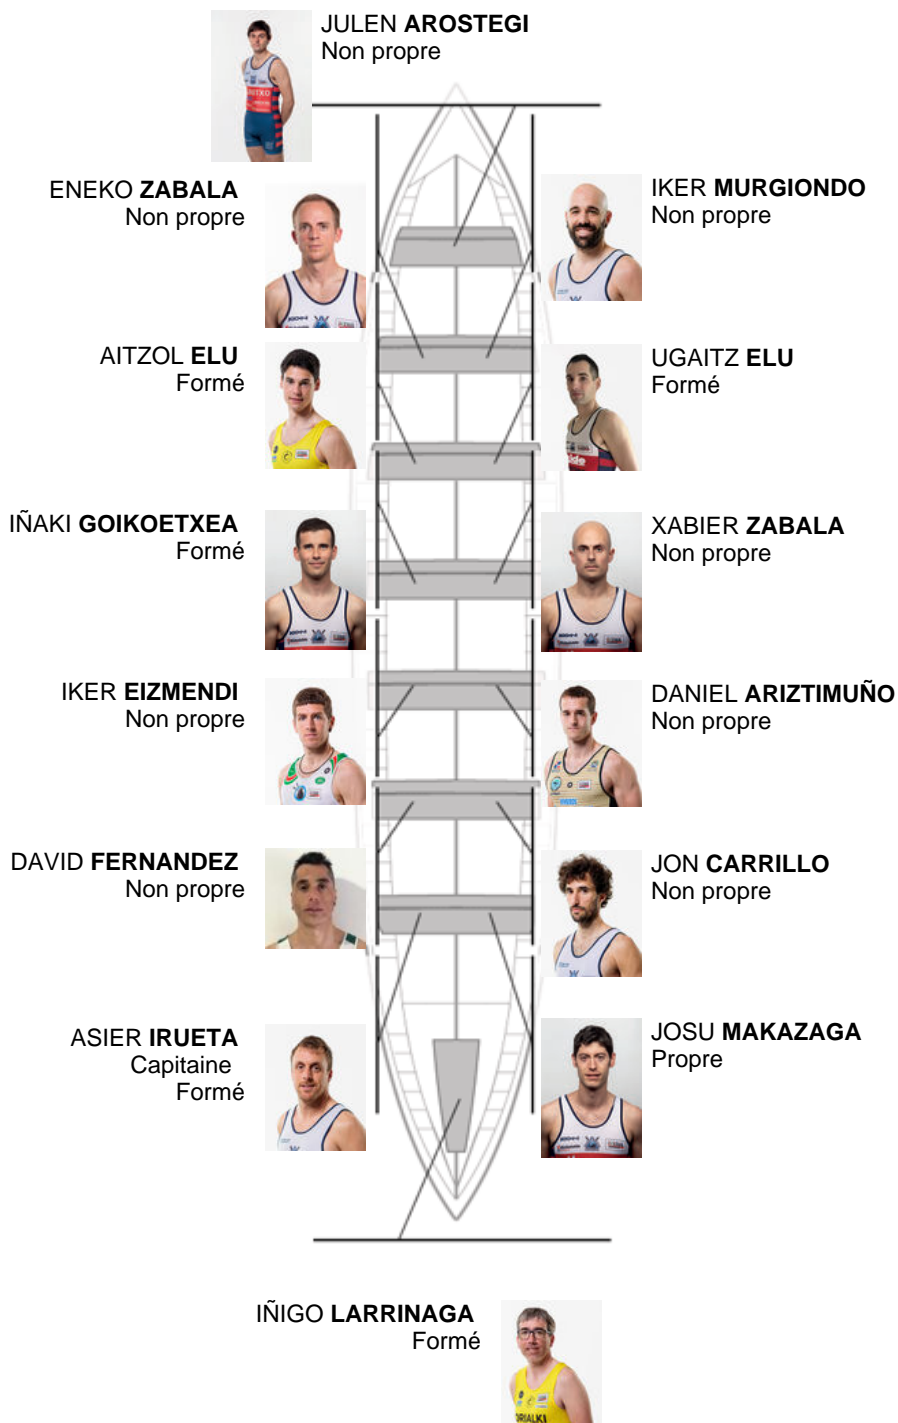 JULEN AROSTEGI
Non propre
ENEKO ZABALA
Non propre
IKER MURGIONDO
Non propre
AITZOL ELU
Formé
UGAITZ ELU
Formé
IÑAKI GOIKOETXEA
Formé
XABIER ZABALA
Non propre
IKER EIZMENDI
Non propre
DANIEL ARIZTIMUÑO
Non propre
DAVID FERNANDEZ
Non propre
JON CARRILLO
Non propre
ASIER IRUETA
Capitaine
Formé
JOSU MAKAZAGA
Propre
IÑIGO LARRINAGA
Formé
ORIALKI